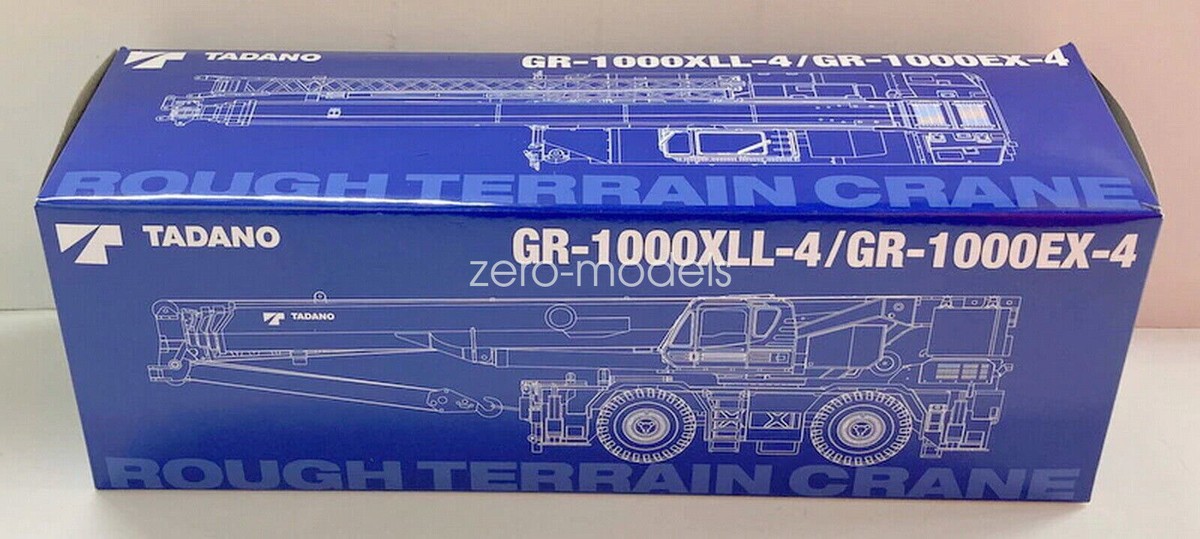 TADANO
GR-1000XLL-4/GR-1000EX-4
ROUGH TERRAIN CRANE
TADANO
GR-1000XLL-4/GR-1000EX-4
zero-models
TADANO
ROUGH TERRAIN CRANE